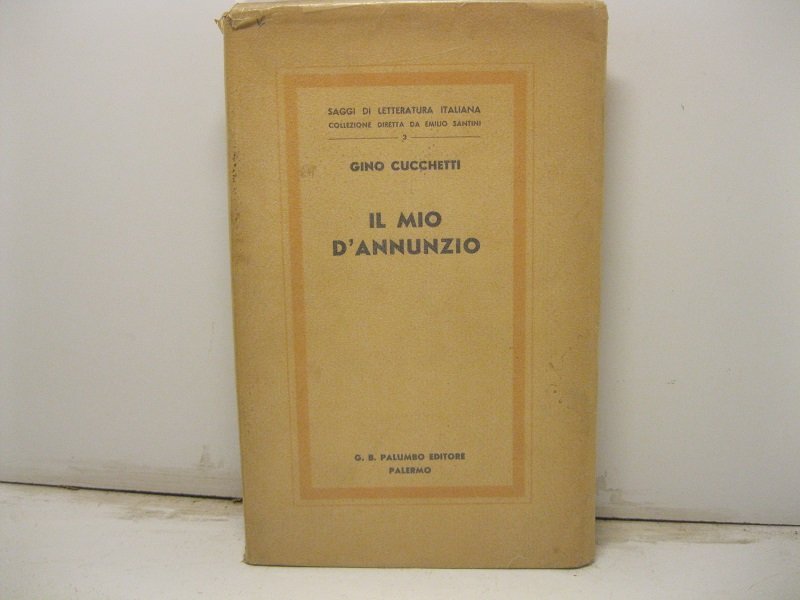 SAGGI DI LETTERATURA ITALIANA
COLLEZIONE DIRETTA DA EMILIO SANTINI
3
GINO CUCCHETTI
IL MIO
D'ANNUNZIO
G. B. PALUMBO EDITORE
PALERMO